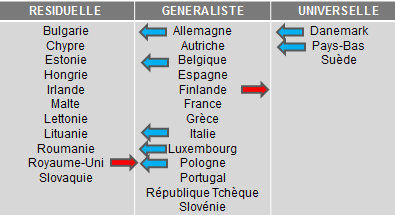 RESIDUELLE GENERALISTE UNIVERSELLE
Bulgarie Allemagne Danemark
Chypre Autriche Pays-Bas
Estonie Belgique Suède
Hongrie Espagne
Irlande Finlande
Malte France
Lettonie Grèce
Lituanie Italie
Roumanie Luxembourg
Royaume-Uni Pologne
Slovaquie Portugal
République Tchèque
Slovénie